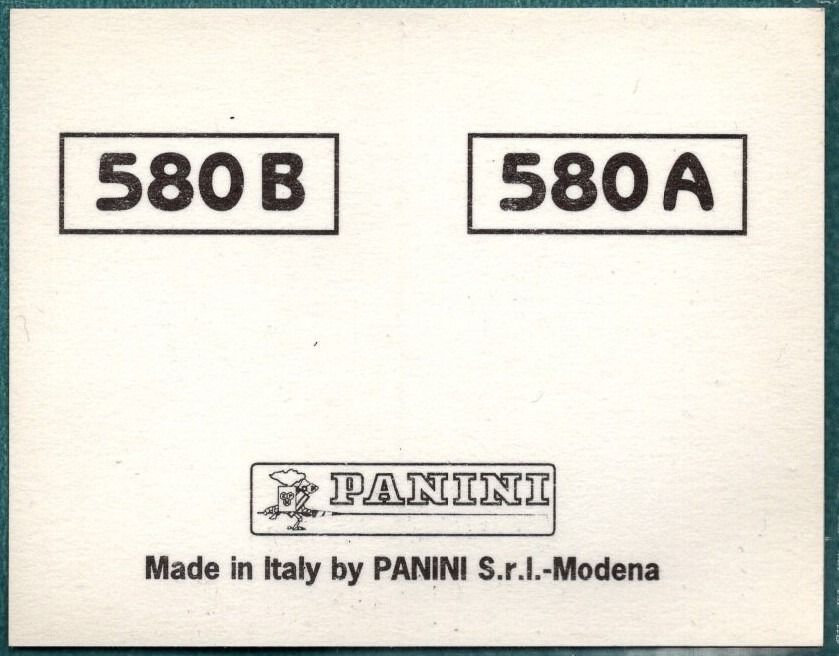 580 B
580 A
PANINI
Made in Italy by PANINI S.r.l.-Modena